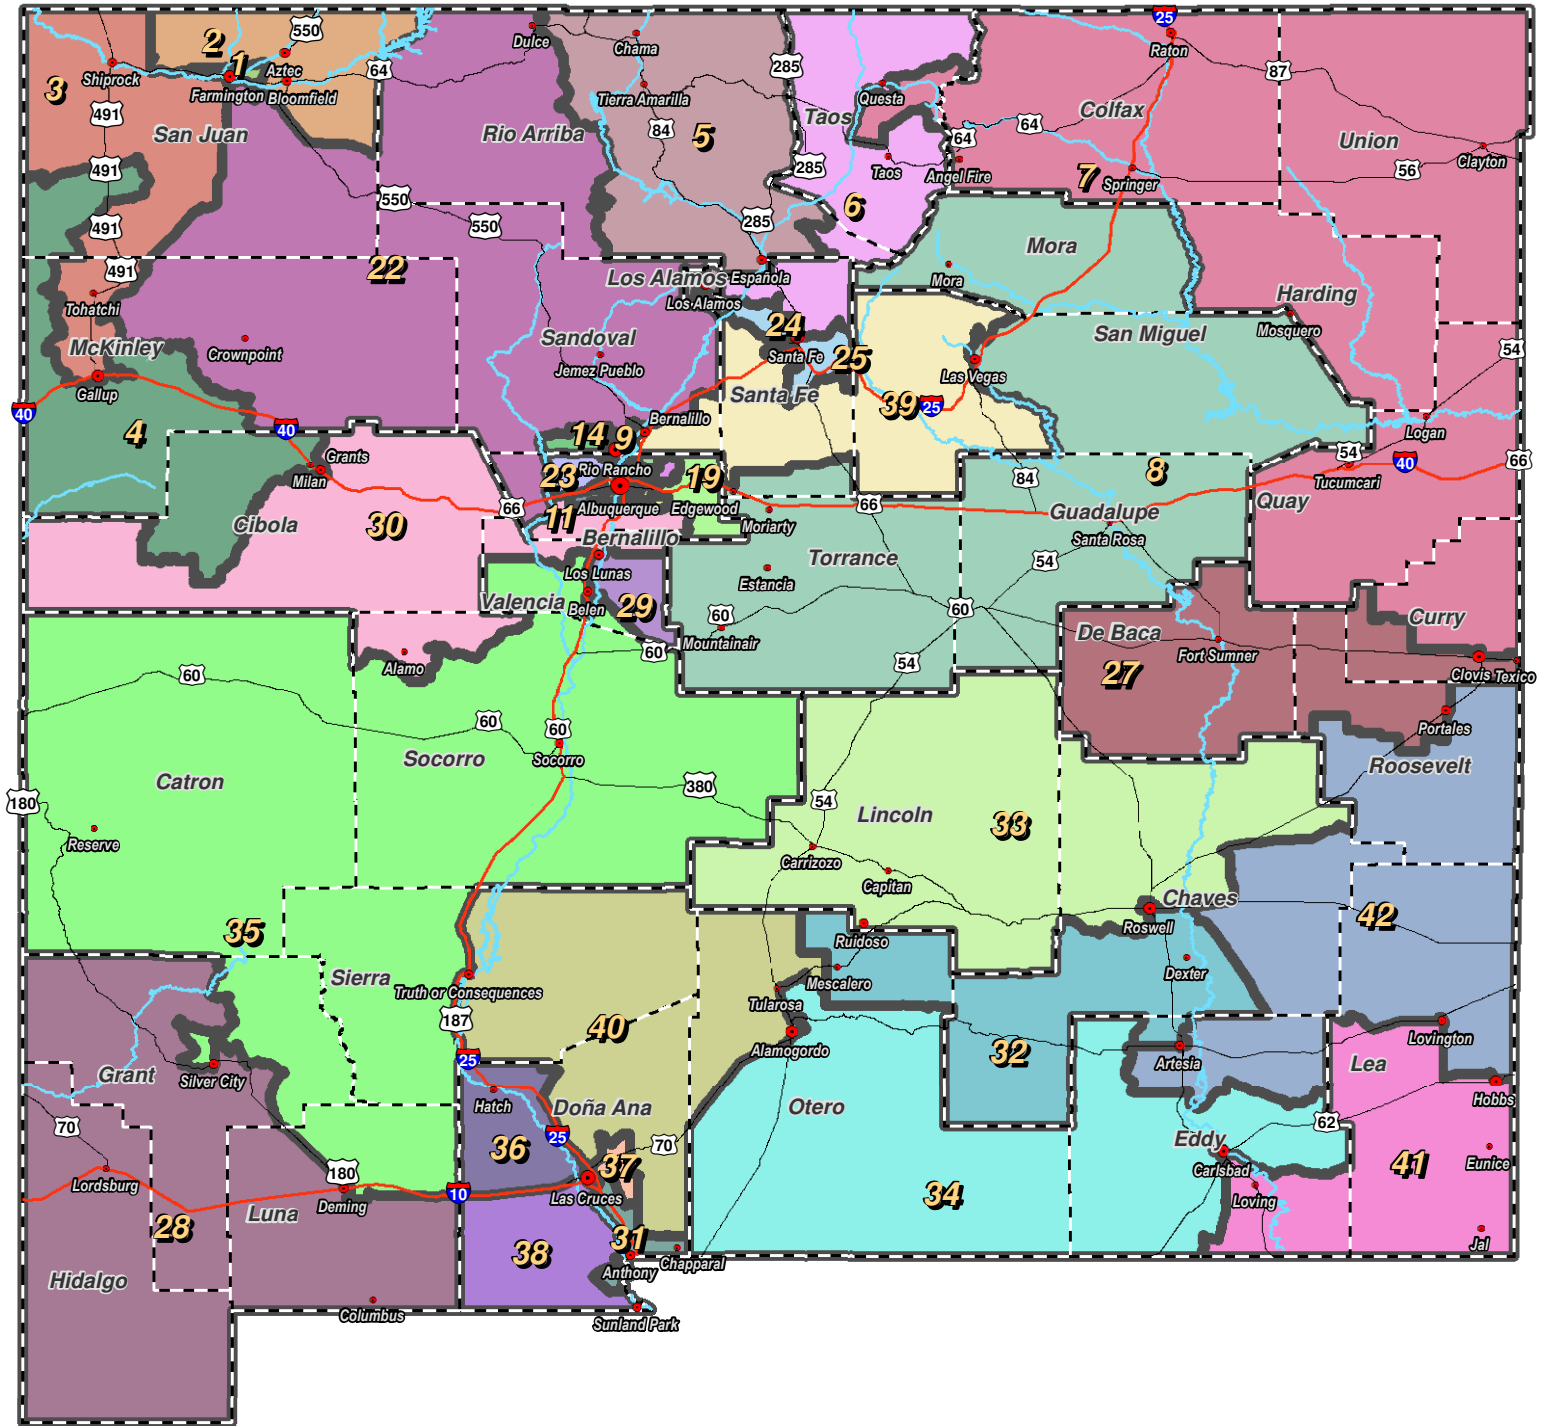 25
550
2
Dulce
Chama
Raton
1
Aztec
64
285
87
3
Shiprock
Farmington
Bloomfield
Tierra Amarilla
Questa
491
San Juan
Rio Arriba
84
5
Taos
64
64
Colfax
Union
Clayton
491
285
Taos
Angel Fire
7
Springer
56
550
6
491
550
285
Mora
491
22
Los Alamos
Española
Mora
Los Alamos
Harding
Tohatchi
McKinley
Crownpoint
Sandoval
24
Santa Fe
25
San Miguel
Mosquero
54
Jemez Pueblo
Las Vegas
Gallup
Santa Fe
39
25
40
4
40
14
9
Bernalillo
Logan
Grants
Milan
23
Rio Rancho
19
84
8
54
40
66
Tucumcari
66
11
Albuquerque
Edgewood
66
Moriarty
Guadalupe
Quay
Cibola
30
Bernalillo
Santa Rosa
Los Lunas
Torrance
54
Estancia
Valencia
Belen
29
60
Mountainair
60
De Baca
Curry
Alamo
60
54
Fort Sumner
Clovis
Texico
60
27
60
60
Portales
Catron
Socorro
Socorro
Roosevelt
180
380
54
Reserve
Lincoln
33
Carrizozo
Capitan
Chaves
35
Ruidoso
Roswell
42
Sierra
Truth or Consequences
Mescalero
Dexter
Tularosa
187
40
Alamogordo
32
Artesia
Lovington
25
Grant
Silver City
Lea
Hatch
Doña Ana
Otero
Hobbs
70
36
25
70
Eddy
62
180
37
Carlsbad
41
Eunice
Lordsburg
10
Las Cruces
Deming
34
Loving
28
Luna
38
31
Jal
Hidalgo
Anthony
Chapparal
Columbus
Sunland Park